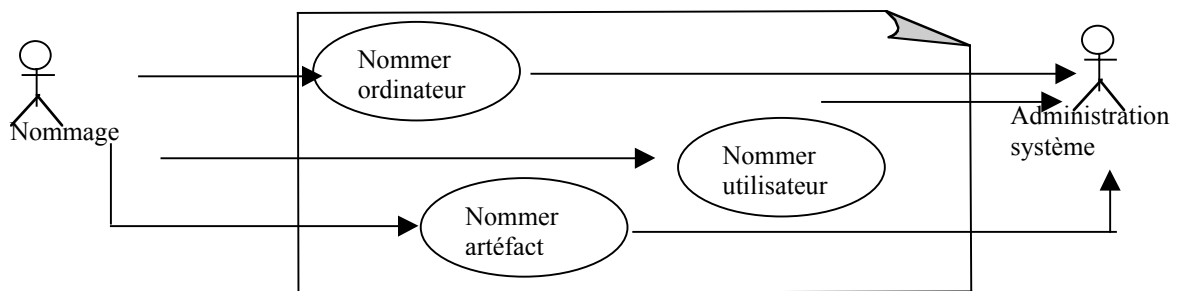 Nommer
ordinateur
Nommage
Administration
système
Nommer
utilisateur
Nommer
artéfact